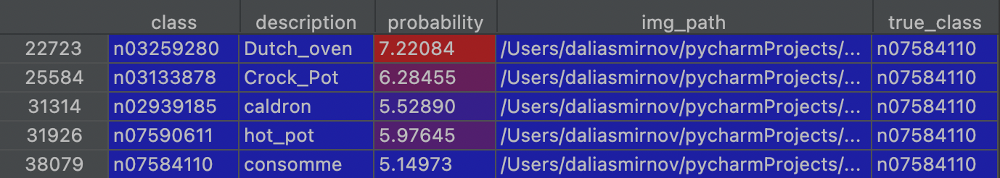 class description probability img_path true_class
22723 n03259280 Dutch_oven 7.22084 /Users/daliasmirnov/pycharmProjects/... n07584110
25584 n03133878 Crock_Pot 6.28455 /Users/daliasmirnov/pycharmProjects/... n07584110
31314 n02939185 caldron 5.52890 /Users/daliasmirnov/pycharmProjects/... n07584110
31926 n07590611 hot_pot 5.97645 /Users/daliasmirnov/pycharmProjects/... n07584110
38079 n07584110 consomme 5.14973 /Users/daliasmirnov/pycharmProjects/... n07584110